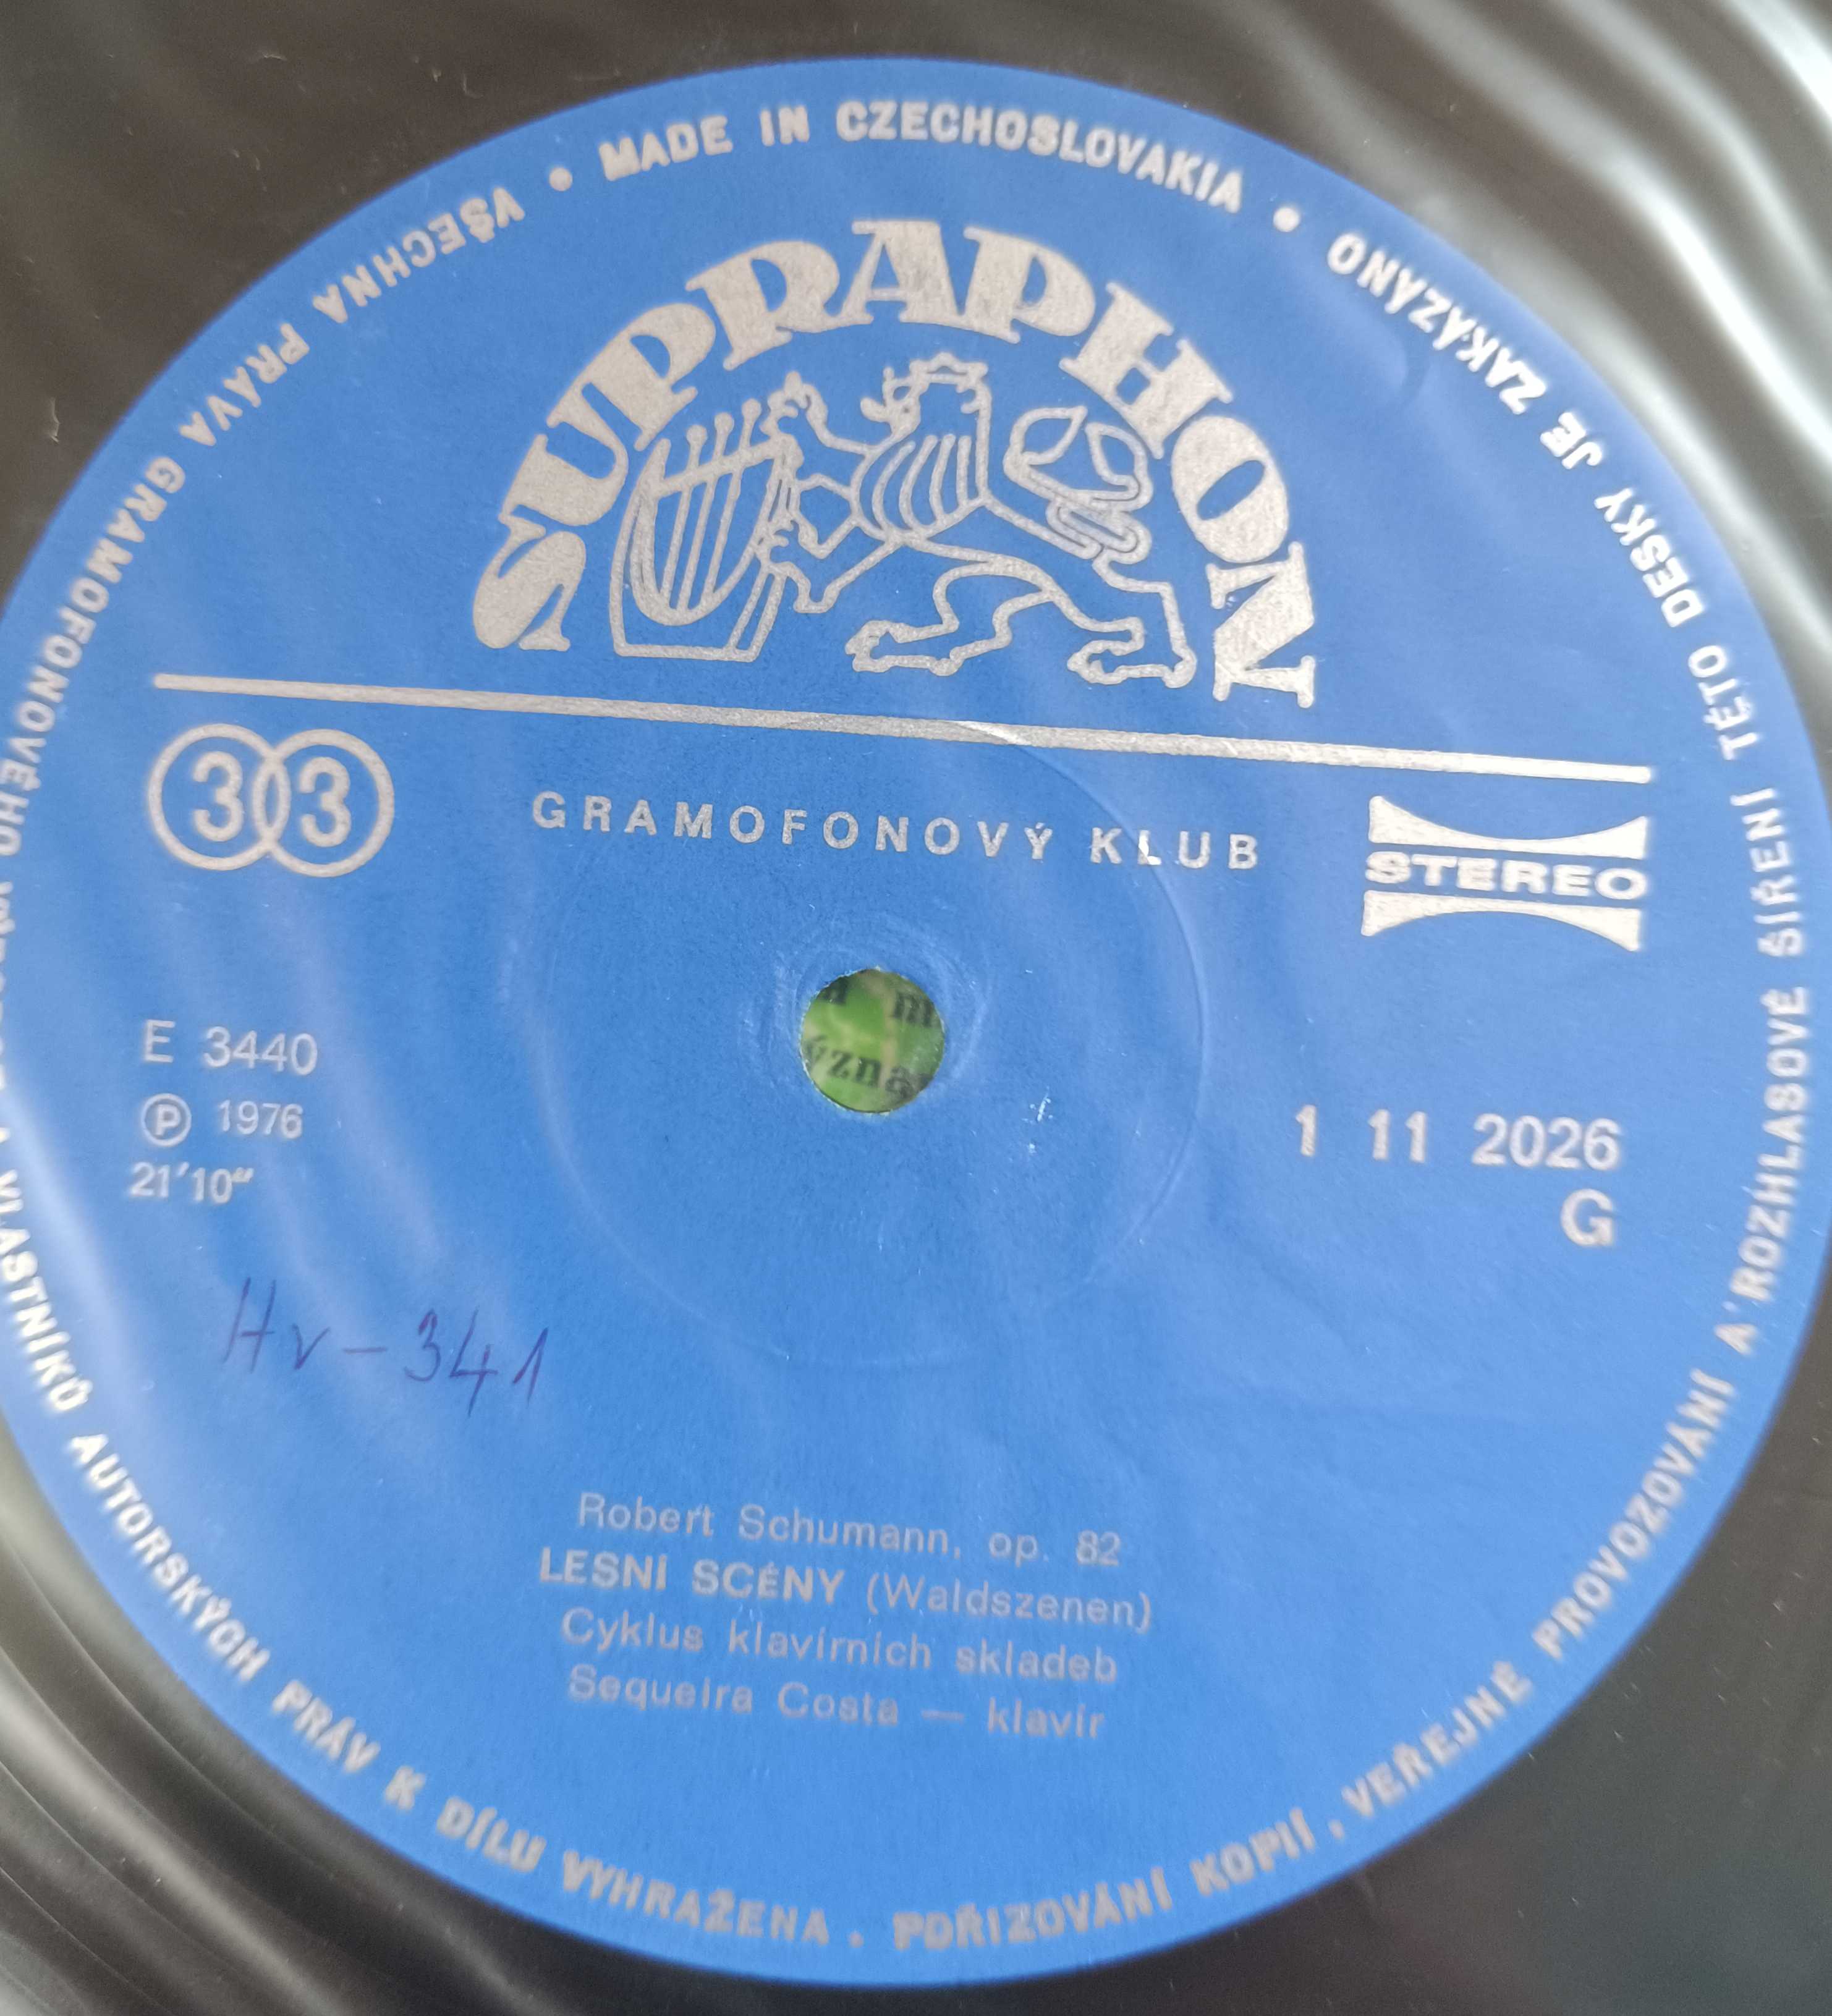 MADE IN CZECHOSLOVAKIA
SUPRAPHON
33
GRAMOFONOVÝ KLUB
STEREO
E 3440
Ⓟ 1976
21'10"
1 11 2026
G
Hv-341
Robert Schumann, op. 82
LESNÍ SCÉNY (Waldszenen)
Cyklus klavírních skladeb
Sequeira Costa — klavír
VŠECHNA PRÁVA GRAMOFONOVÉHO VLASTNÍKŮ AUTORSKÝCH PRÁV K DÍLU VYHRAŽENA . POŘIZOVÁNÍ KOPIÍ , VEŘEJNÉ PROVOZOVÁNÍ A ROZHLASOVÉ ŠÍŘENÍ TÉTO DESKY JE ZAKÁZÁNO